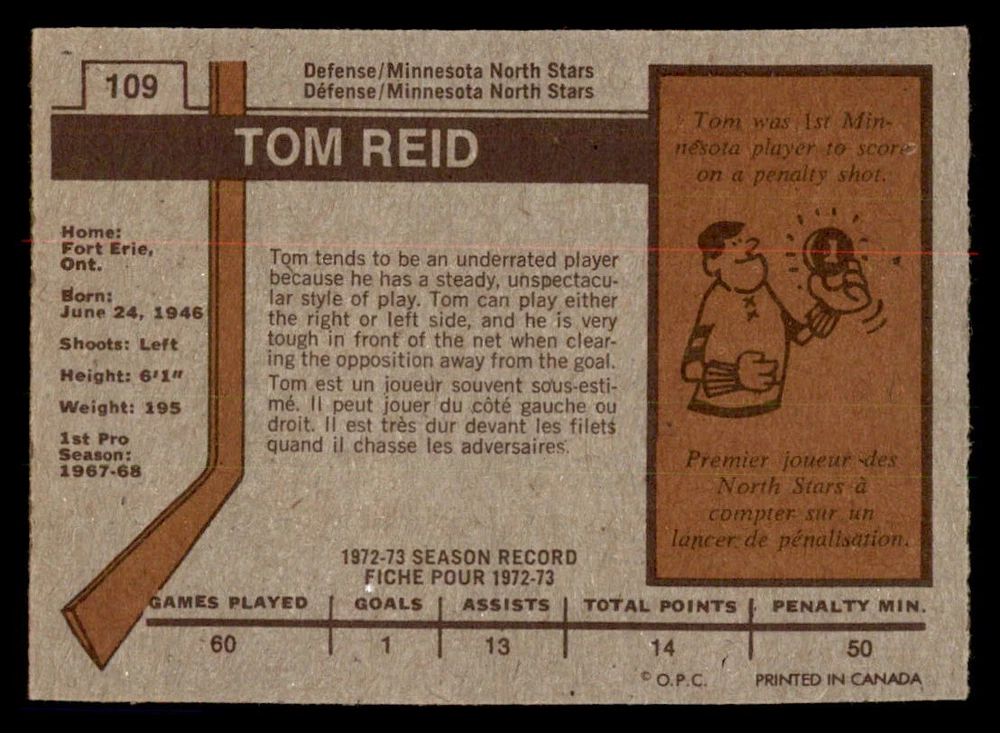 109
Defense/Minnesota North Stars
Défense/Minnesota North Stars
TOM REID
Home:
Fort Erie,
Ont.
Born:
June 24, 1946
Shoots: Left
Height: 6'1"
Weight: 195
1st Pro
Season:
1967-68
Tom tends to be an underrated player
because he has a steady, unspectacu-
lar style of play. Tom can play either
the right or left side, and he is very
tough in front of the net when clear-
ing the opposition away from the goal.
Tom est un joueur souvent sous-esti-
mé. Il peut jouer du côté gauche ou
droit. Il est très dur devant les filets
quand il chasse les adversaires.
Tom was 1st Min-
nesota player to score
on a penalty shot.
1
Premier joueur des
North Stars à
compter sur un
lancer de pénalisation.
1972-73 SEASON RECORD
FICHE POUR 1972-73
GAMES PLAYED GOALS ASSISTS TOTAL POINTS PENALTY MIN.
60 1 13 14 50
© O.P.C. PRINTED IN CANADA